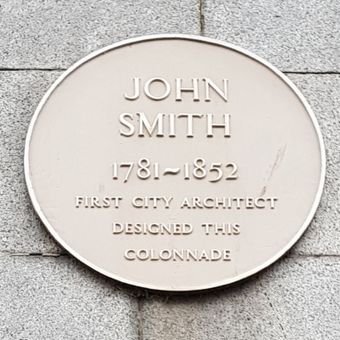 JOHN
SMITH
1781~1852
FIRST CITY ARCHITECT
DESIGNED THIS
COLONNADE